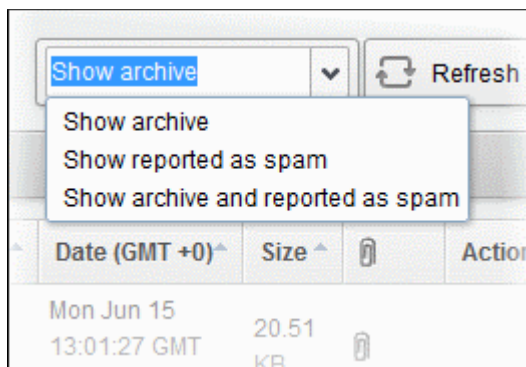 Show archive
Refresh
Show archive
Show reported as spam
Show archive and reported as spam
Date (GMT +0) Size Action
Mon Jun 15
13:01:27 GMT
20.51
KB